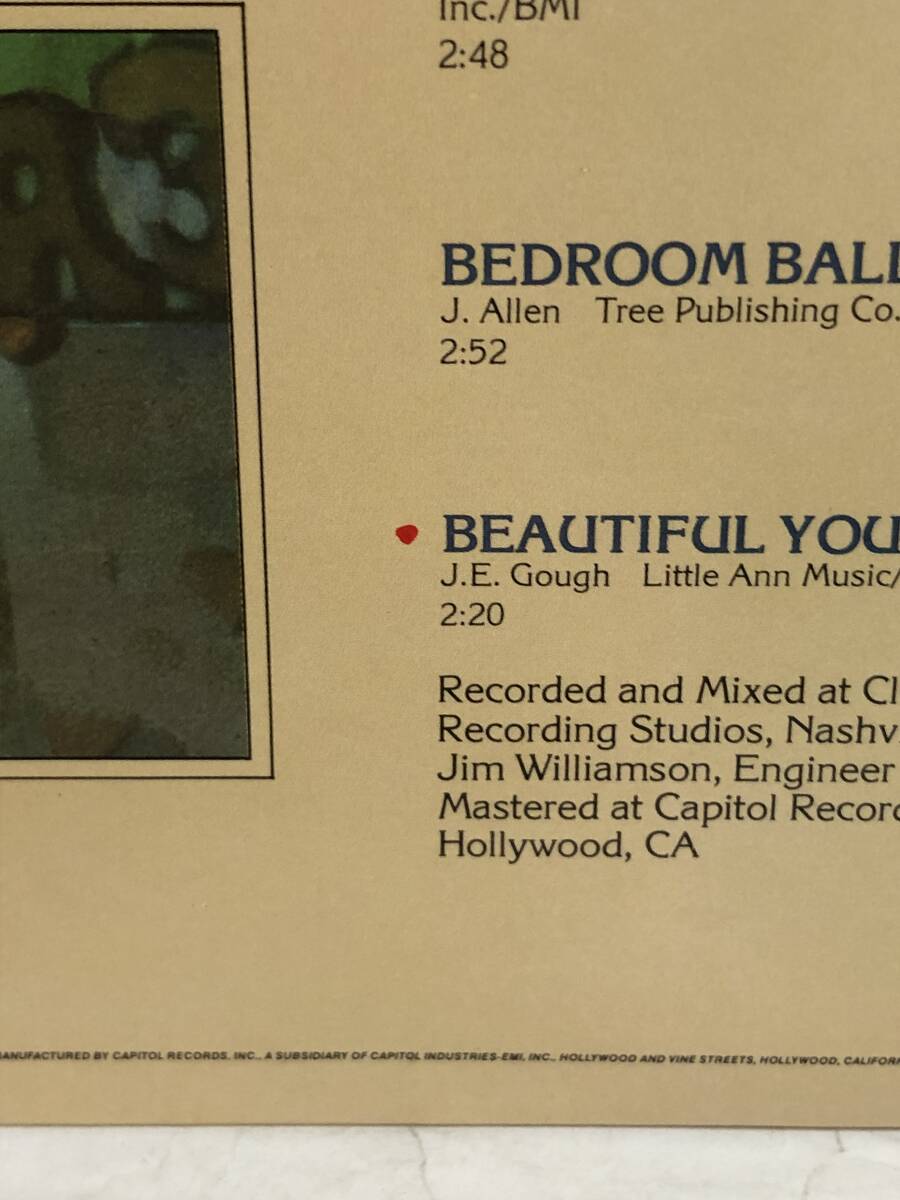 Inc./BMI
2:48
BEDROOM BALL
J. Allen Tree Publishing Co.
2:52
BEAUTIFUL YOU
J.E. Gough Little Ann Music/
2:20
Recorded and Mixed at Cl
Recording Studios, Nashv
Jim Williamson, Engineer
Mastered at Capitol Record
Hollywood, CA
MANUFACTURED BY CAPITOL RECORDS, INC., A SUBSIDIARY OF CAPITOL INDUSTRIES-EMI, INC., HOLLYWOOD AND VINE STREETS, HOLLYWOOD, CALIFOR